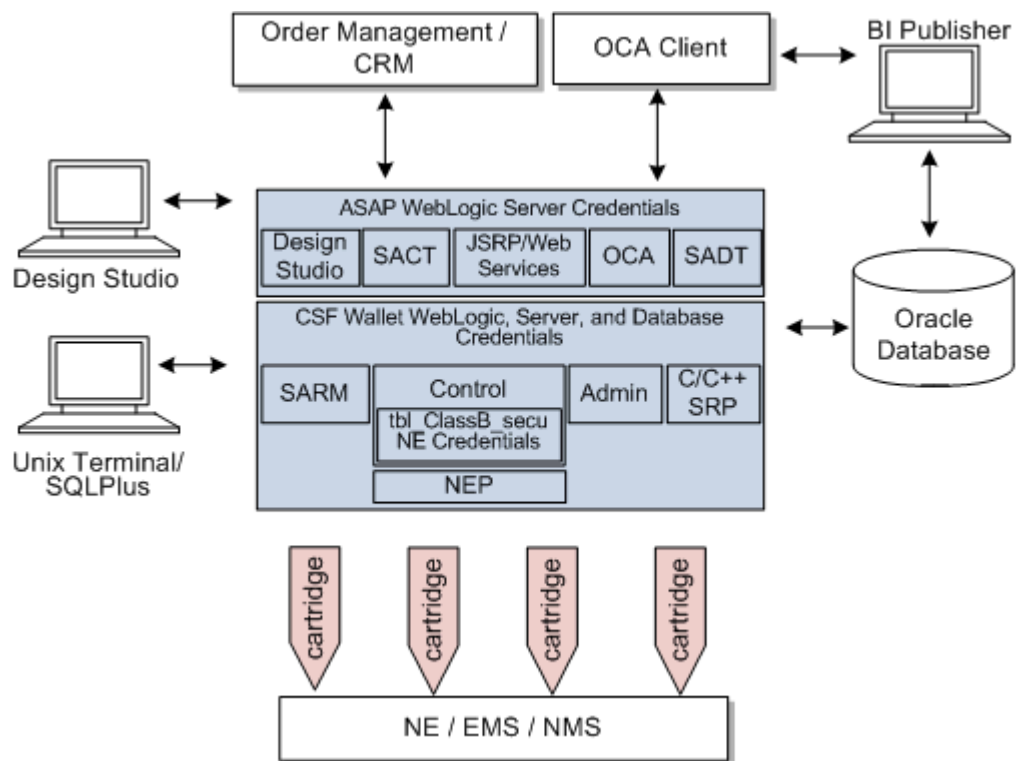 Order Management /
CRM
OCA Client
BI Publisher
Design Studio
ASAP WebLogic Server Credentials
Design
Studio
SACT
JSRP/Web
Services
OCA
SADT
CSF Wallet WebLogic, Server, and Database
Credentials
SARM
Control
tbl_ClassB_secu
NE Credentials
Admin
C/C++
SRP
NEP
Oracle
Database
Unix Terminal/
SQLPlus
cartridge
cartridge
cartridge
cartridge
NE / EMS / NMS